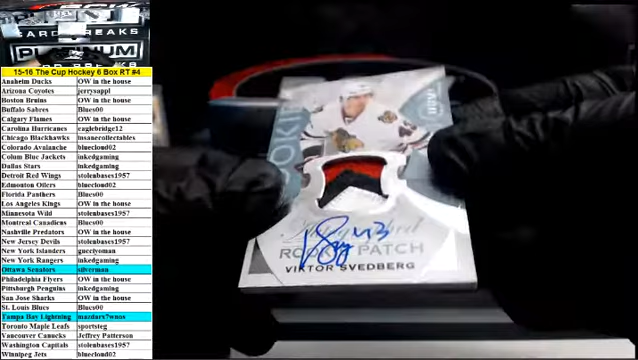 CARD BREAKS
PLATINUM
15-16 The Cup Hockey 6 Box RT #4
Anaheim Ducks OW in the house
Arizona Coyotes jerrysappl
Boston Bruins OW in the house
Buffalo Sabres Blues00
Calgary Flames OW in the house
Carolina Hurricanes eaglebridge12
Chicago Blackhawks insanecollectables
Colorado Avalanche bluecloud02
Colum Blue Jackets inkedgaming
Dallas Stars inkedgaming
Detroit Red Wings stolenbases1957
Edmonton Oilers bluecloud02
Florida Panthers Blues00
Los Angeles Kings OW in the house
Minnesota Wild stolenbases1957
Montreal Canadiens Blues00
Nashville Predators OW in the house
New Jersey Devils stolenbases1957
New York Islanders gucciyoman
New York Rangers inkedgaming
Ottawa Senators silverman
Philadelphia Flyers OW in the house
Pittsburgh Penguins inkedgaming
San Jose Sharks OW in the house
St. Louis Blues Blues00
Tampa Bay Lightning
Toronto Maple Leafs sportsteg
Vancouver Canucks Jeffrey Patterson
Washington Capitals stolenbases1957
Winnipeg Jets bluecloud02
ROOKIE
Autographed
43
ROOKIE PATCH
VIKTOR SVEDBERG